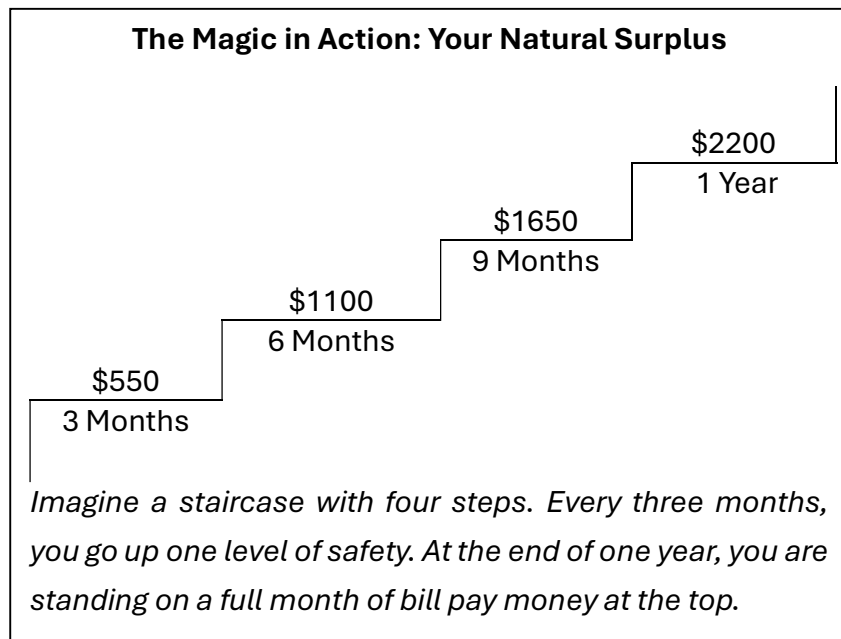 The Magic in Action: Your Natural Surplus
$2200
1 Year
$1650
9 Months
$1100
6 Months
$550
3 Months
Imagine a staircase with four steps. Every three months,
you go up one level of safety. At the end of one year, you are
standing on a full month of bill pay money at the top.